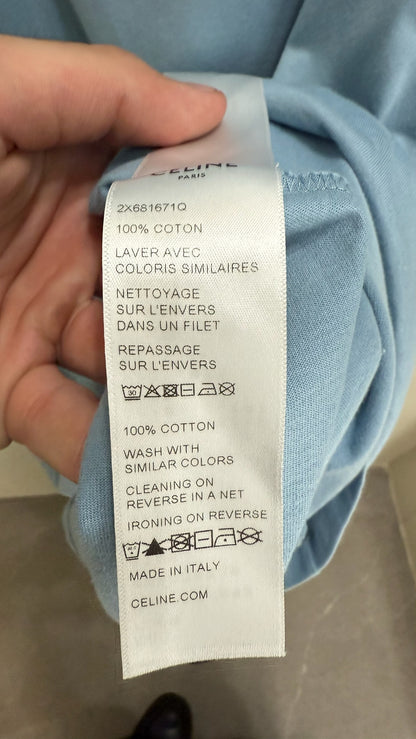 CELINE
PARIS
2X681671Q
100% COTON
LAVER AVEC
COLORIS SIMILAIRES
NETTOYAGE
SUR L'ENVERS
DANS UN FILET
REPASSAGE
SUR L'ENVERS
30
100% COTTON
WASH WITH
SIMILAR COLORS
CLEANING ON
REVERSE IN A NET
IRONING ON REVERSE
MADE IN ITALY
CELINE.COM